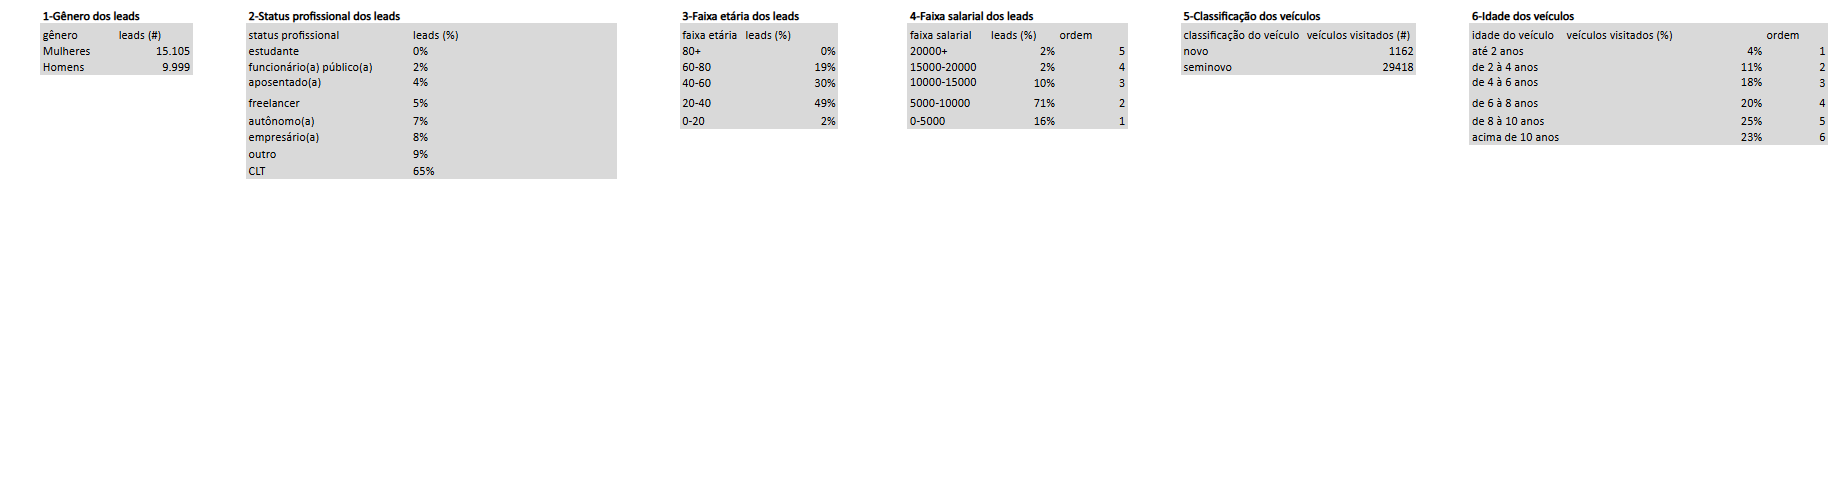 1-Gênero dos leads
gênero leads (#)
Mulheres 15.105
Homens 9.999
2-Status profissional dos leads
status profissional leads (%)
estudante 0%
funcionário(a) público(a) 2%
aposentado(a) 4%
freelancer 5%
autônomo(a) 7%
empresário(a) 8%
outro 9%
CLT 65%
3-Faixa etária dos leads
faixa etária leads (%)
80+ 0%
60-80 19%
40-60 30%
20-40 49%
0-20 2%
4-Faixa salarial dos leads
faixa salarial leads (%) ordem
20000+ 2% 5
15000-20000 2% 4
10000-15000 10% 3
5000-10000 71% 2
0-5000 16% 1
5-Classificação dos veículos
classificação do veículo veículos visitados (#)
novo 1162
seminovo 29418
6-Idade dos veículos
idade do veículo veículos visitados (%) ordem
até 2 anos 4% 1
de 2 à 4 anos 11% 2
de 4 à 6 anos 18% 3
de 6 à 8 anos 20% 4
de 8 à 10 anos 25% 5
acima de 10 anos 23% 6